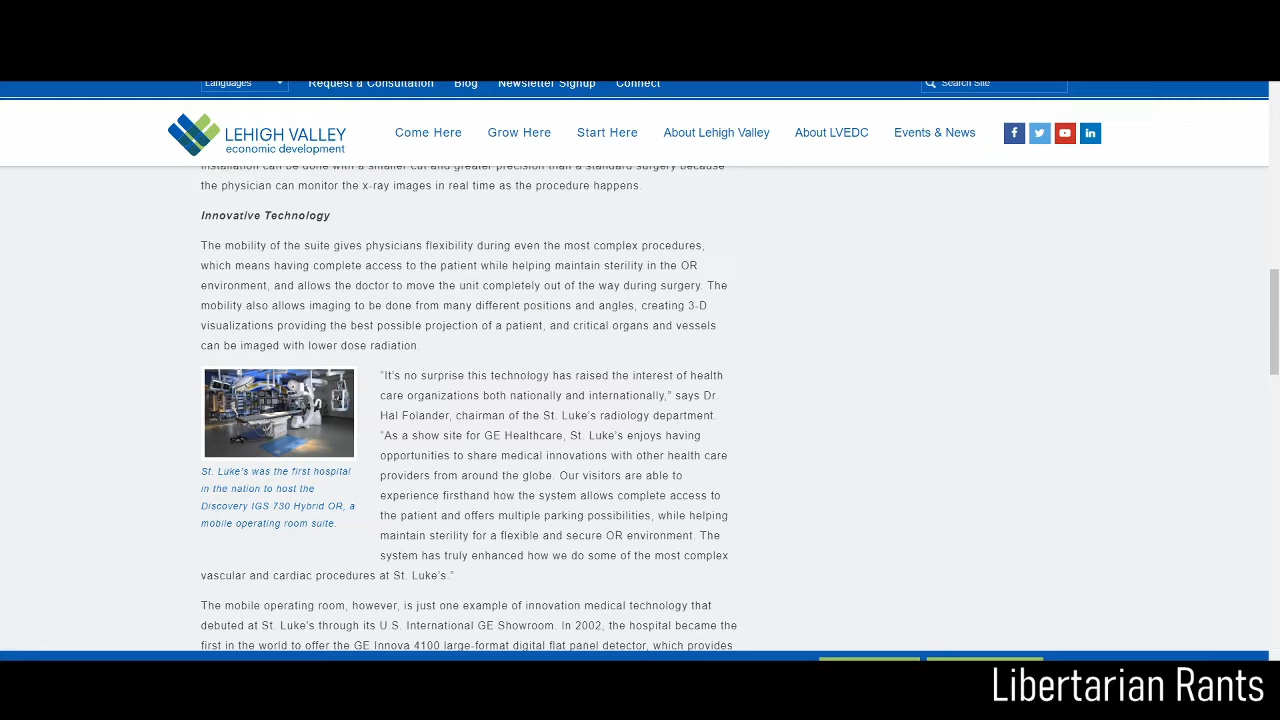 Languages
Request a Consultation
Blog
Newsletter Signup
Connect
Search Site
LEHIGH VALLEY
economic development
Come Here
Grow Here
Start Here
About Lehigh Valley
About LVEDC
Events & News
installation can be done with a smaller cut and greater precision than a standard surgery because
the physician can monitor the x-ray images in real time as the procedure happens.
Innovative Technology
The mobility of the suite gives physicians flexibility during even the most complex procedures,
which means having complete access to the patient while helping maintain sterility in the OR
environment, and allows the doctor to move the unit completely out of the way during surgery. The
mobility also allows imaging to be done from many different positions and angles, creating 3-D
visualizations providing the best possible projection of a patient, and critical organs and vessels
can be imaged with lower dose radiation.
“It’s no surprise this technology has raised the interest of health
care organizations both nationally and internationally,” says Dr.
Hal Folander, chairman of the St. Luke’s radiology department.
“As a show site for GE Healthcare, St. Luke’s enjoys having
opportunities to share medical innovations with other health care
providers from around the globe. Our visitors are able to
experience firsthand how the system allows complete access to
the patient and offers multiple parking possibilities, while helping
maintain sterility for a flexible and secure OR environment. The
system has truly enhanced how we do some of the most complex
vascular and cardiac procedures at St. Luke’s.”
St. Luke’s was the first hospital
in the nation to host the
Discovery IGS 730 Hybrid OR, a
mobile operating room suite.
The mobile operating room, however, is just one example of innovation medical technology that
debuted at St. Luke’s through its U.S. International GE Showroom. In 2002, the hospital became the
first in the world to offer the GE Innova 4100 large-format digital flat panel detector, which provides
Libertarian Rants